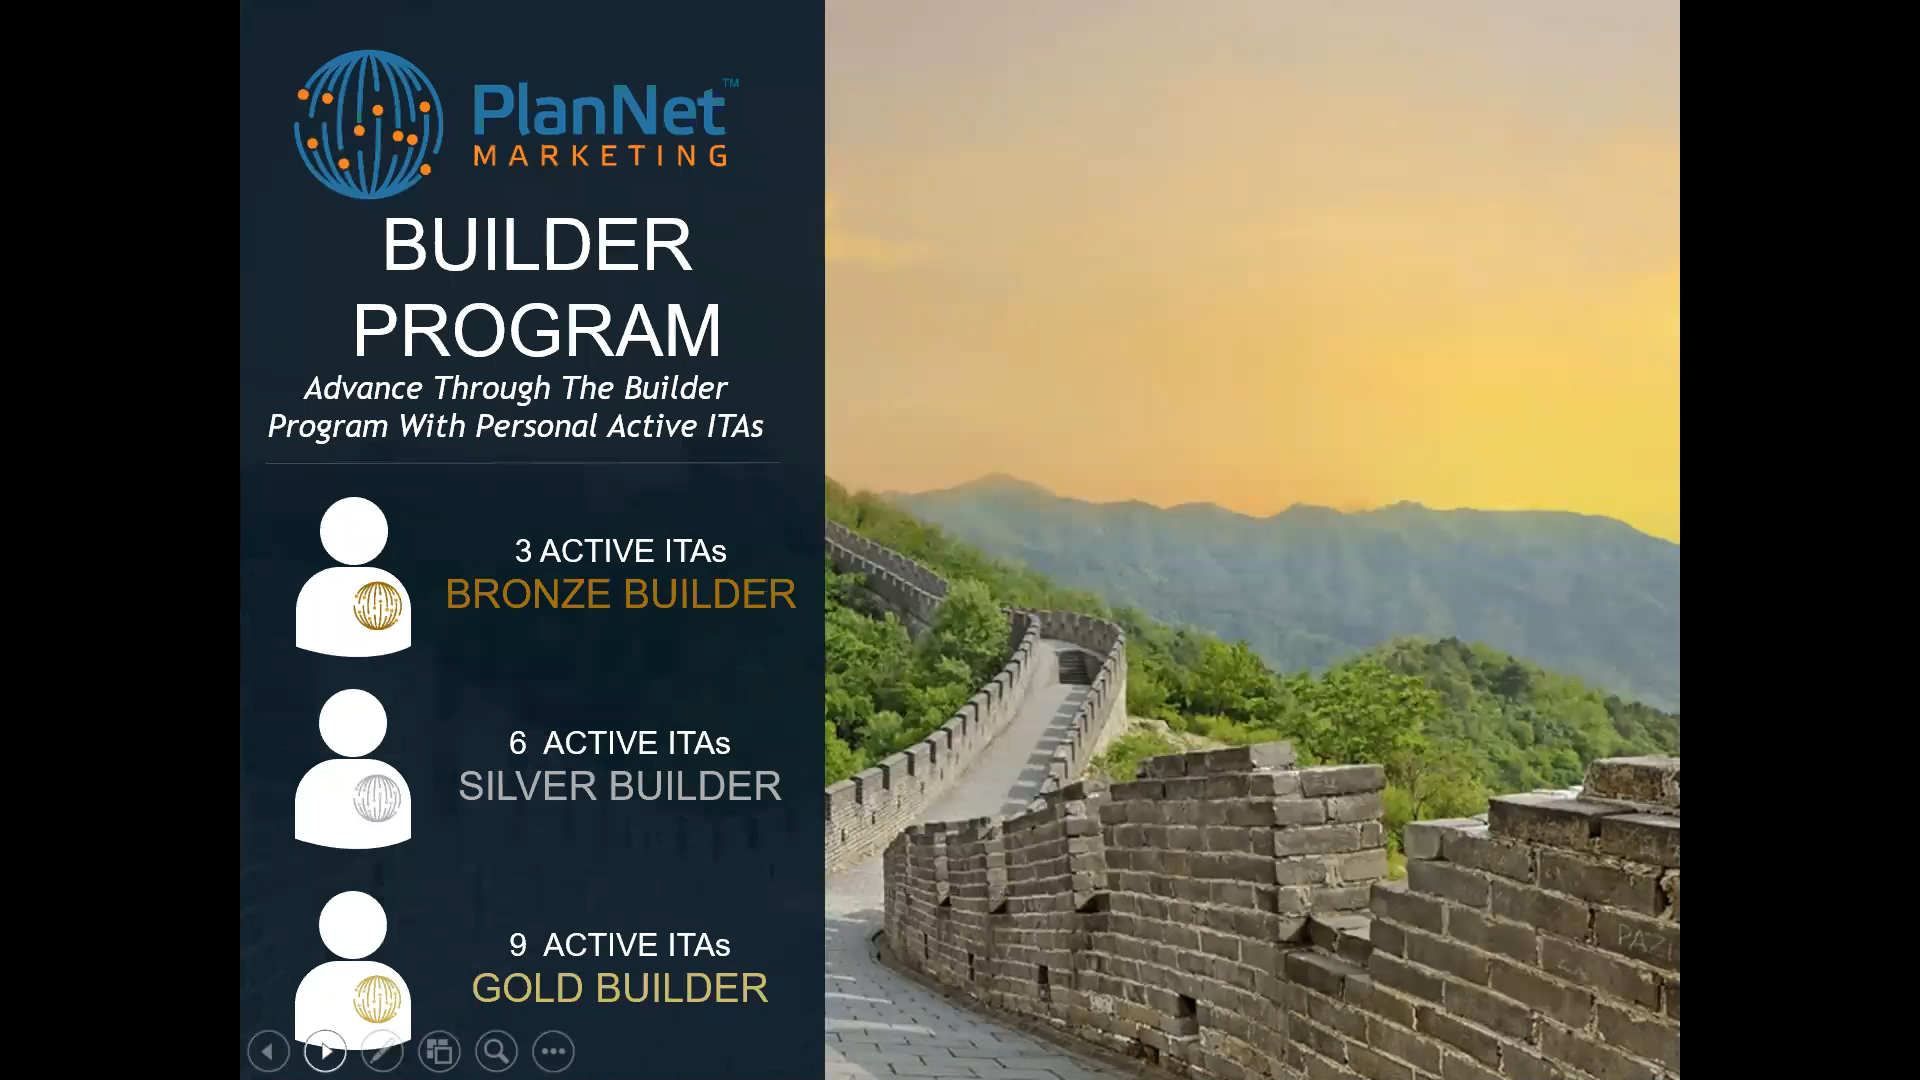 PlanNet™
MARKETING
BUILDER
PROGRAM
Advance Through The Builder
Program With Personal Active ITAs
3 ACTIVE ITAs
BRONZE BUILDER
6 ACTIVE ITAs
SILVER BUILDER
9 ACTIVE ITAs
GOLD BUILDER